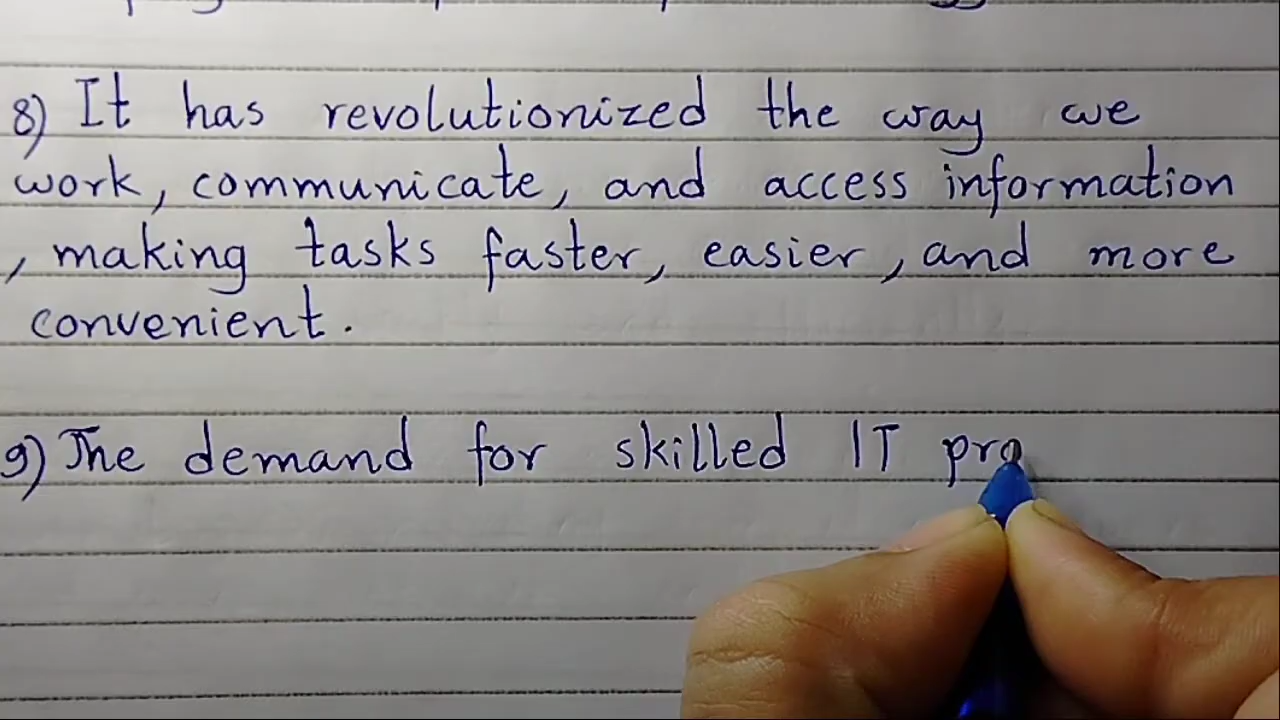 8) It has revolutionized the way we
work, communicate, and access information
, making tasks faster, easier, and more
convenient.
9) The demand for skilled IT pro